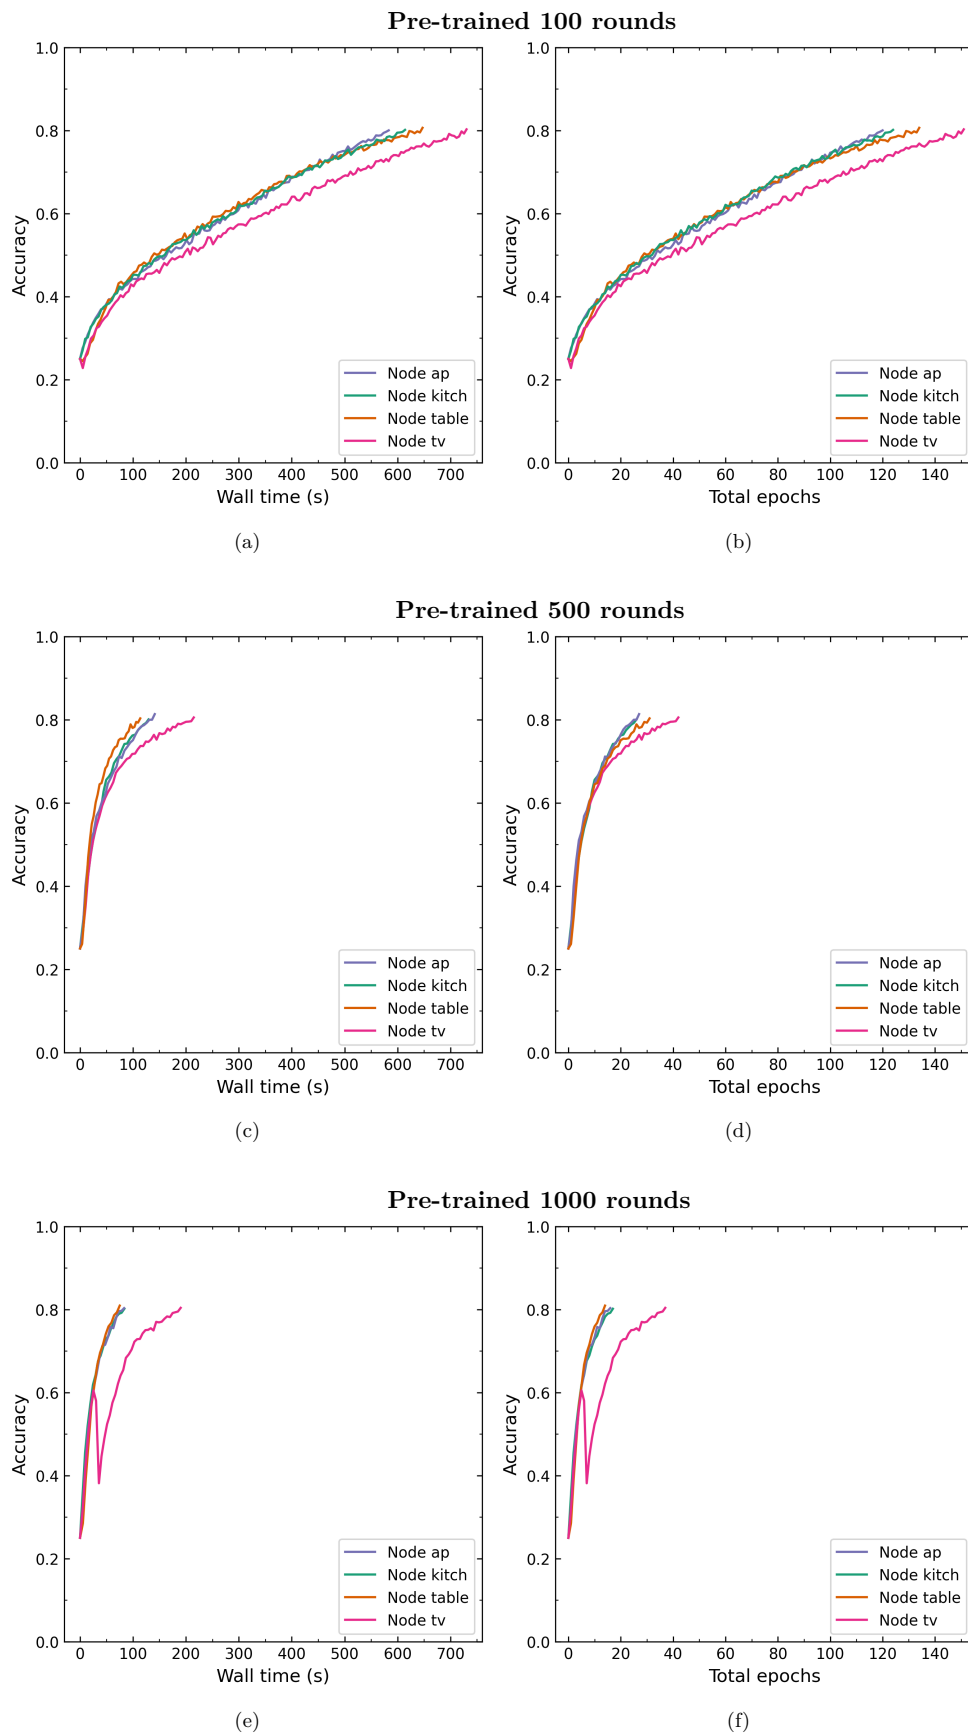 Pre-trained 100 rounds
1.0
0.8
0.6
0.4
0.2
0.0
Accuracy
0 100 200 300 400 500 600 700
Wall time (s)
Node ap
Node kitch
Node table
Node tv
(a)
1.0
0.8
0.6
0.4
0.2
0.0
Accuracy
0 20 40 60 80 100 120 140
Total epochs
Node ap
Node kitch
Node table
Node tv
(b)
Pre-trained 500 rounds
1.0
0.8
0.6
0.4
0.2
0.0
Accuracy
0 100 200 300 400 500 600 700
Wall time (s)
Node ap
Node kitch
Node table
Node tv
(c)
1.0
0.8
0.6
0.4
0.2
0.0
Accuracy
0 20 40 60 80 100 120 140
Total epochs
Node ap
Node kitch
Node table
Node tv
(d)
Pre-trained 1000 rounds
1.0
0.8
0.6
0.4
0.2
0.0
Accuracy
0 100 200 300 400 500 600 700
Wall time (s)
Node ap
Node kitch
Node table
Node tv
(e)
1.0
0.8
0.6
0.4
0.2
0.0
Accuracy
0 20 40 60 80 100 120 140
Total epochs
Node ap
Node kitch
Node table
Node tv
(f)